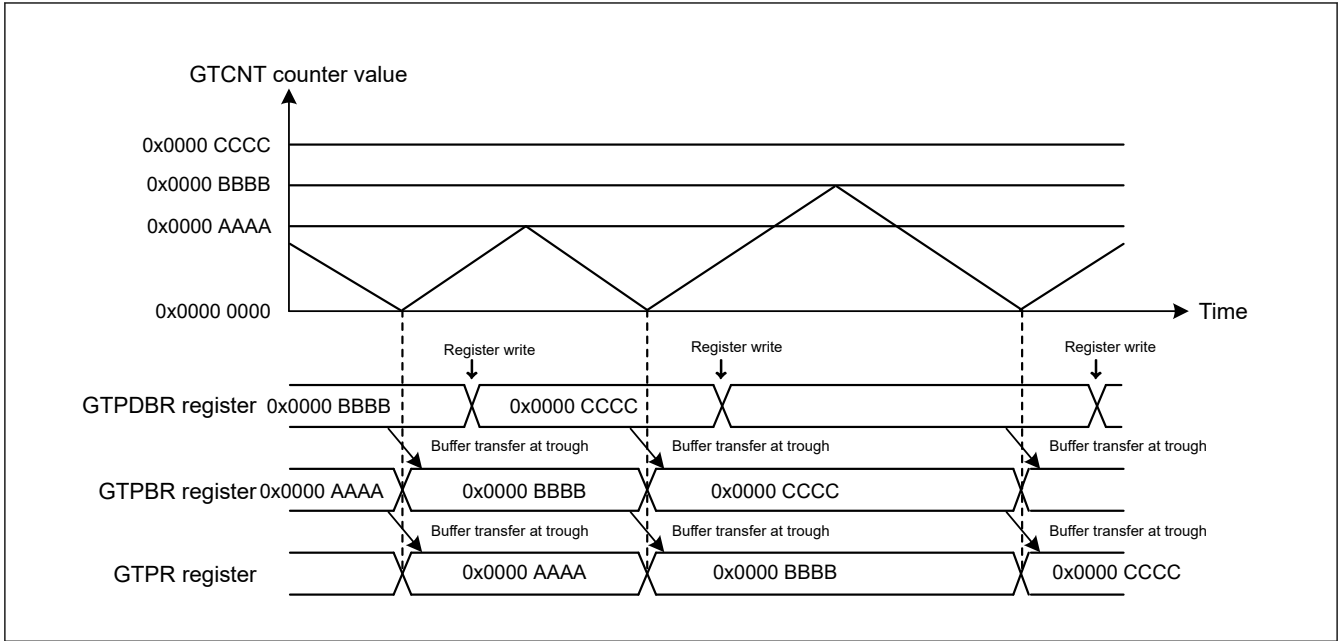 GTCNT counter value
0x0000 CCCC
0x0000 BBBB
0x0000 AAAA
0x0000 0000
Time
Register write
Register write
Register write
GTPDBR register 0x0000 BBBB 0x0000 CCCC
Buffer transfer at trough
Buffer transfer at trough
Buffer transfer at trough
GTPBR register 0x0000 AAAA 0x0000 BBBB 0x0000 CCCC
Buffer transfer at trough
Buffer transfer at trough
Buffer transfer at trough
GTPR register 0x0000 AAAA 0x0000 BBBB 0x0000 CCCC